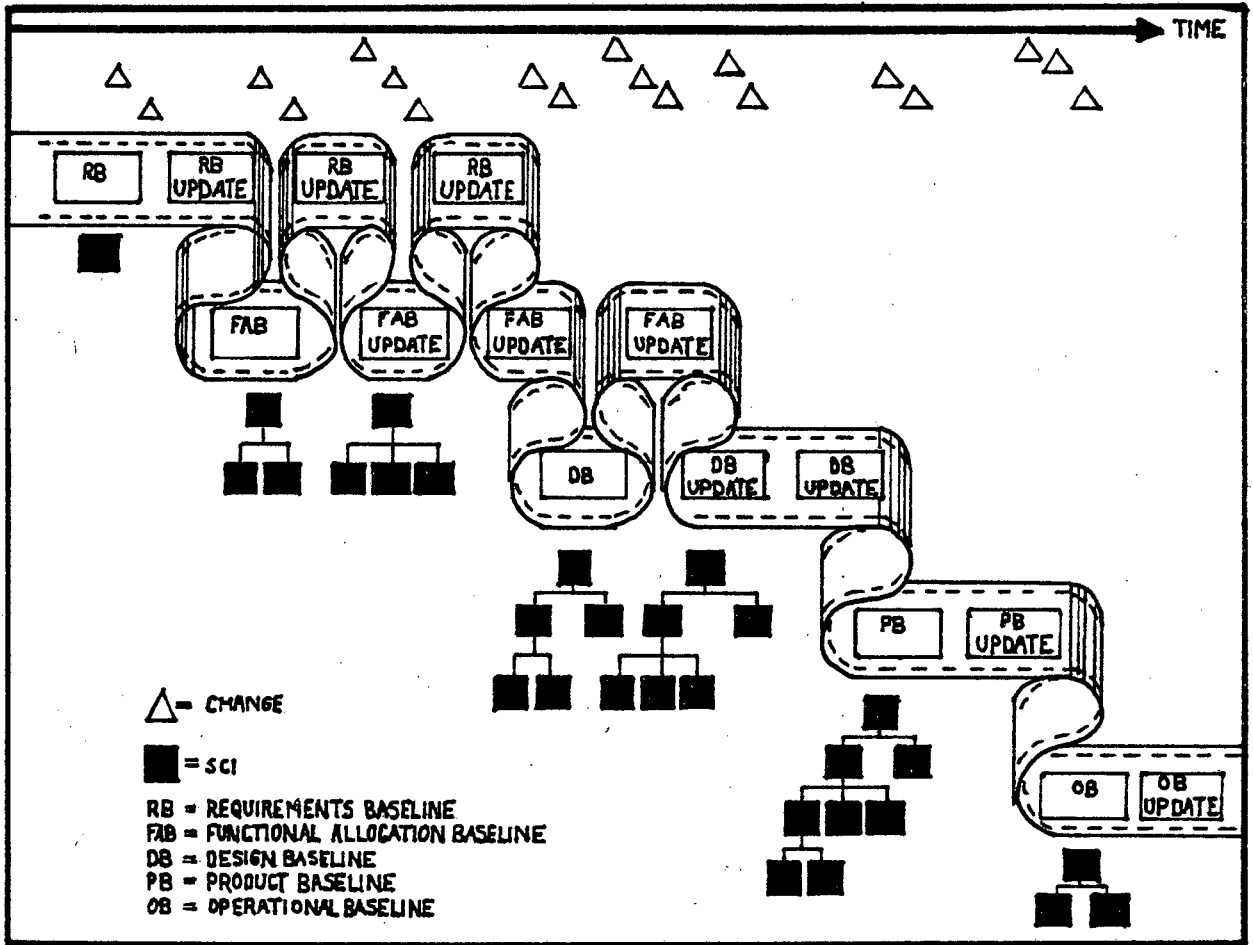 TIME
RB
RB
UPDATE
RB
UPDATE
RB
UPDATE
FAB
FAB
UPDATE
FAB
UPDATE
FAB
UPDATE
DB
DB
UPDATE
DB
UPDATE
PB
PB
UPDATE
OB
OB
UPDATE
= CHANGE
= SCI
RB = REQUIREMENTS BASELINE
FAB = FUNCTIONAL ALLOCATION BASELINE
DB = DESIGN BASELINE
PB = PRODUCT BASELINE
OB = OPERATIONAL BASELINE